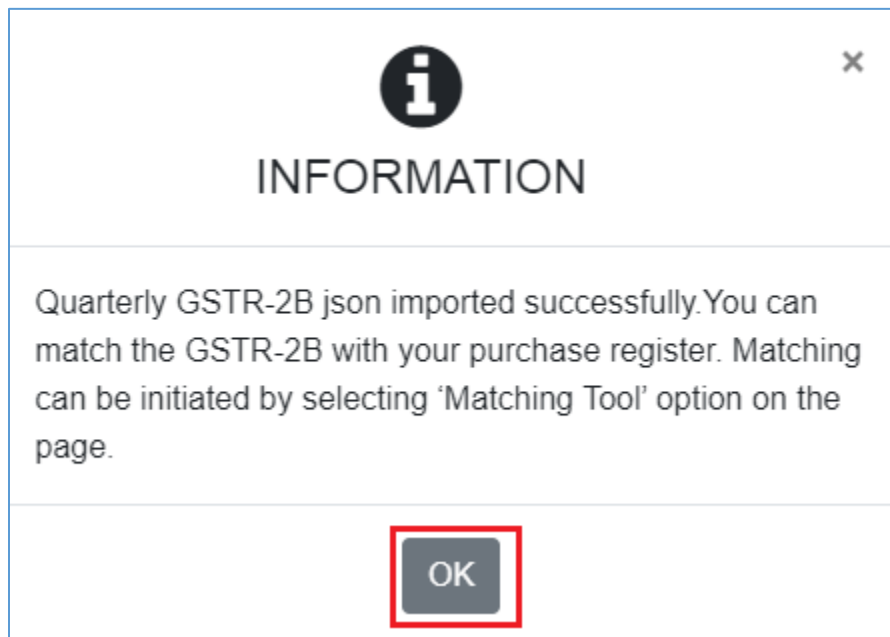 ×
INFORMATION
Quarterly GSTR-2B json imported successfully.You can
match the GSTR-2B with your purchase register. Matching
can be initiated by selecting ‘Matching Tool’ option on the
page.
OK